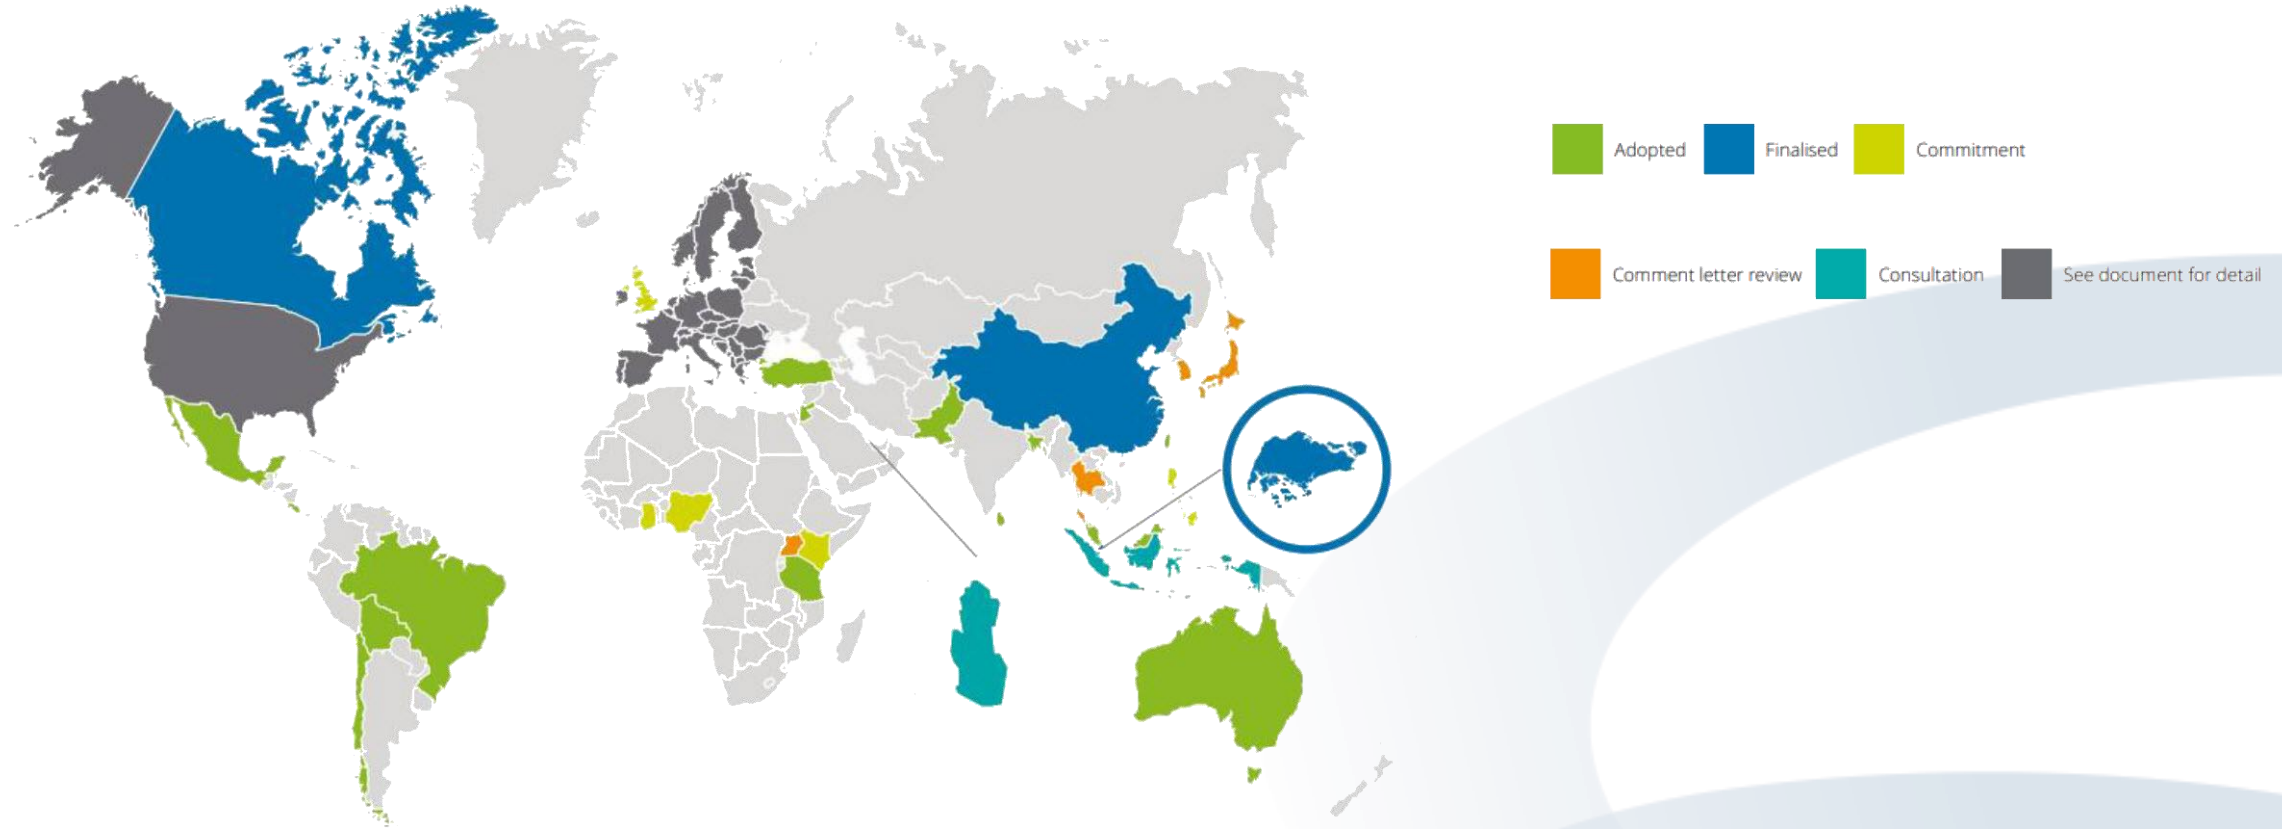 Adopted Finalised Commitment
Comment letter review Consultation See document for detail